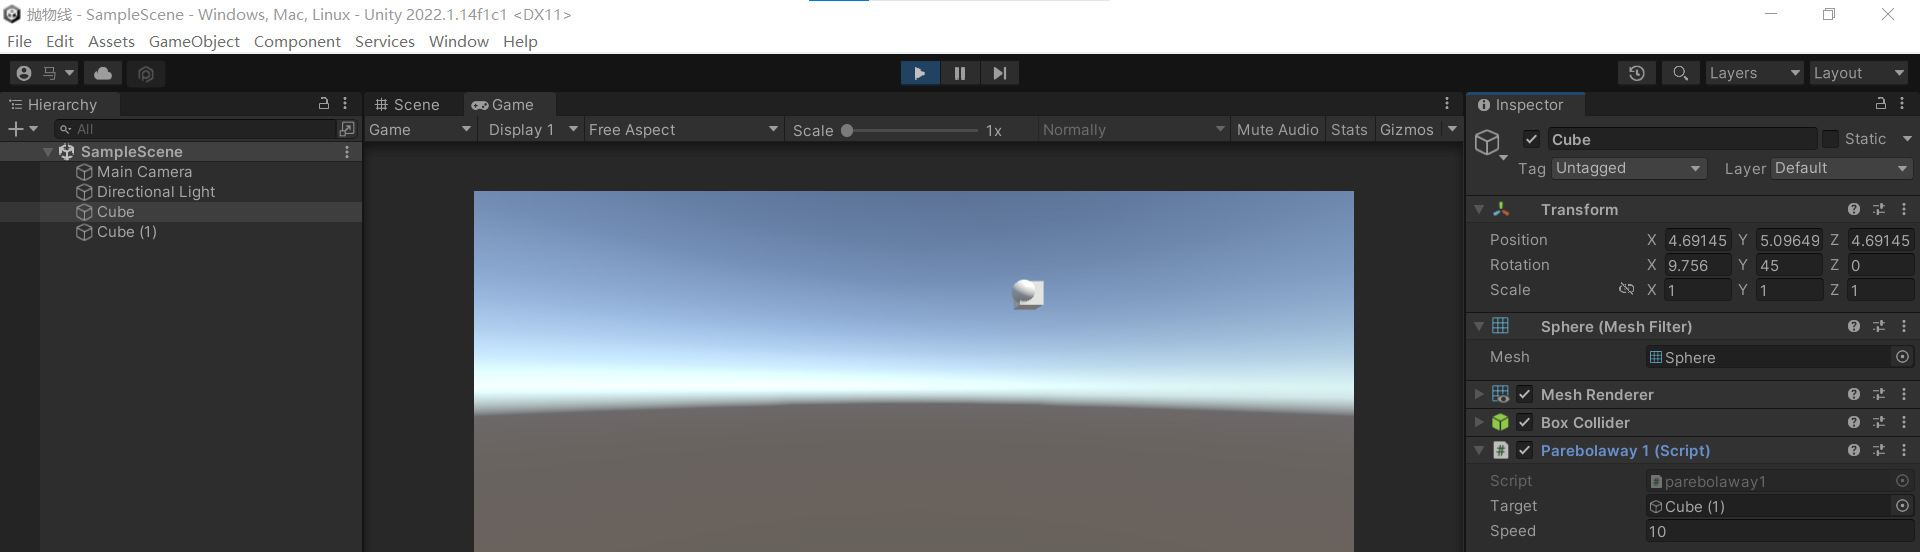 抛物线 - SampleScene - Windows, Mac, Linux - Unity 2022.1.14f1c1 <DX11>
File Edit Assets GameObject Component Services Window Help
马 Layers Layout
Hierarchy Scene Game Inspector
All Game Display 1 Free Aspect Scale 1x Normally Mute Audio Stats Gizmos
Cube Static
SampleScene
Tag Untagged Layer Default
Main Camera
Directional Light
Cube
Cube (1)
Transform
Position X 4.69145 Y 5.09649 Z 4.69145
Rotation X 9.756 Y 45 Z 0
Scale X 1 Y 1 Z 1
Sphere (Mesh Filter)
Mesh Sphere
Mesh Renderer
Box Collider
Parebolaway 1 (Script)
Script parebolaway1
Target Cube (1)
Speed 10